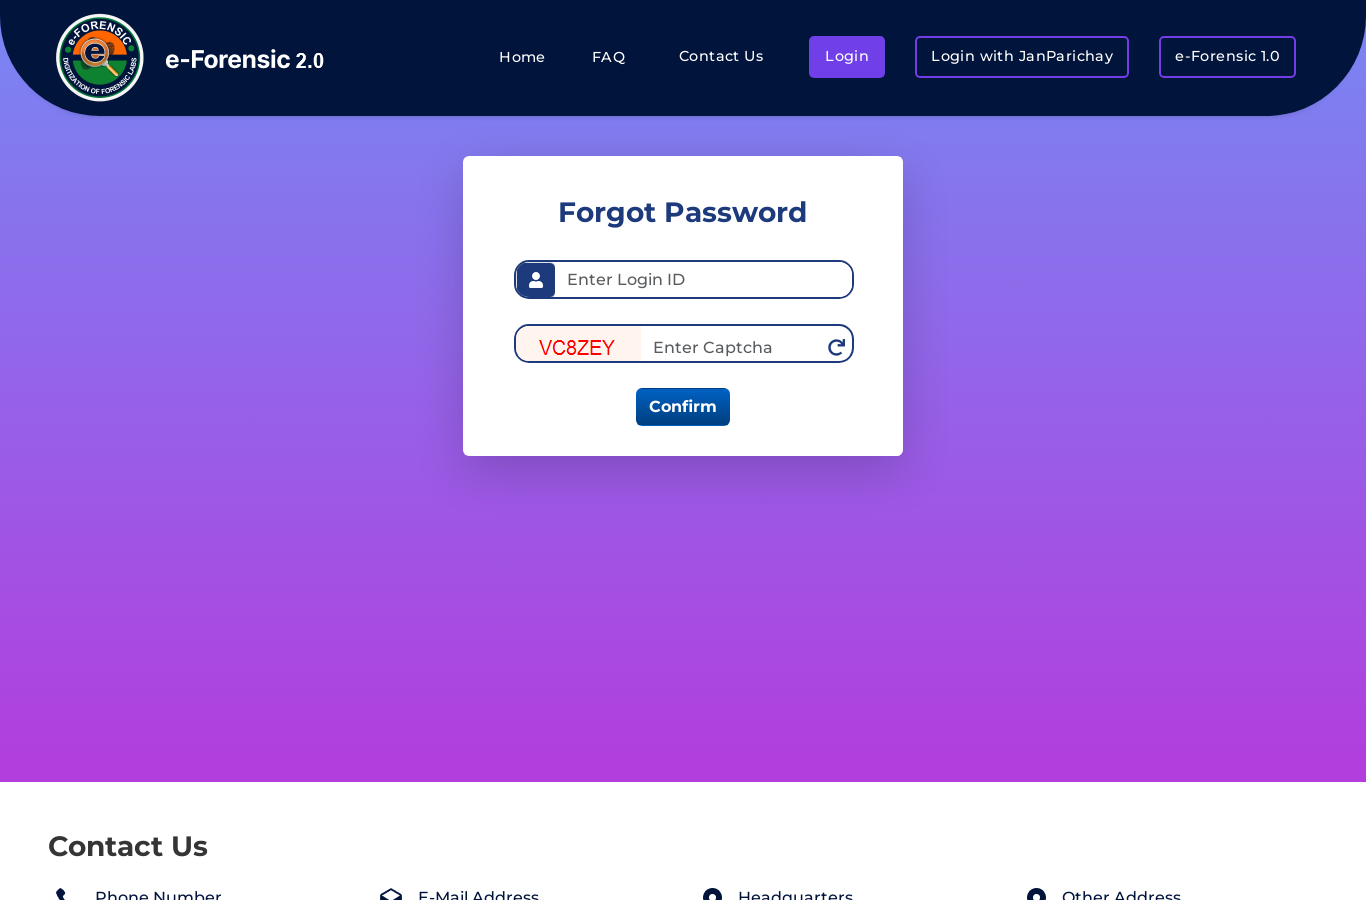 e-FORENSIC
DIGITIZATION OF FORENSIC LABS
e
e-Forensic 2.0
Home
FAQ
Contact Us
Login
Login with JanParichay
e-Forensic 1.0
Forgot Password
Enter Login ID
VC8ZEY
Enter Captcha
Confirm
Contact Us
Phone Number
E-Mail Address
Headquarters
Other Address